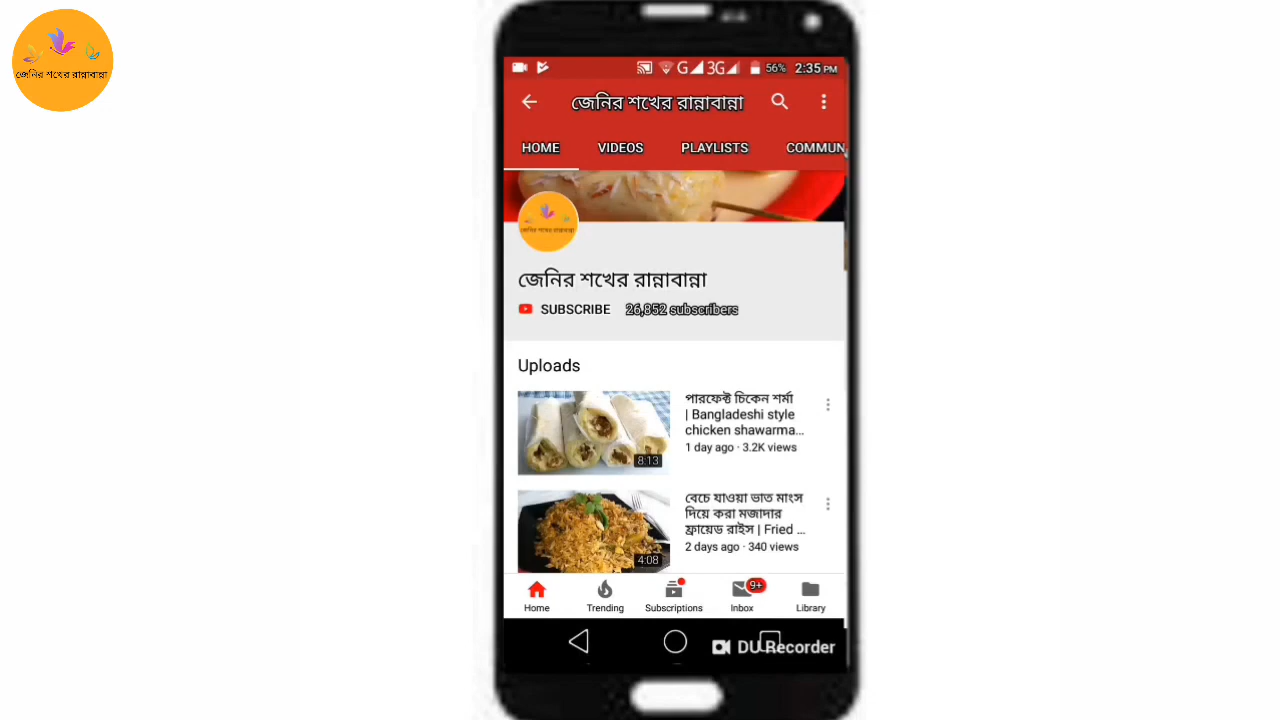 জেনির শখের রান্নাবান্না
G 3G 56% 2:35 PM
জেনির শখের রান্নাবান্না
HOME VIDEOS PLAYLISTS COMMUN
জেনির শখের রান্নাবান্না
জেনির শখের রান্নাবান্না
SUBSCRIBE 26,852 subscribers
Uploads
পারফেক্ট চিকেন শর্মা
| Bangladeshi style
chicken shawarma...
1 day ago · 3.2K views
8:13
বেচে যাওয়া ভাত মাংস
দিয়ে করা মজাদার
ফ্রায়েড রাইস | Fried ...
2 days ago · 340 views
4:08
9+
Home Trending Subscriptions Inbox Library
DU Recorder